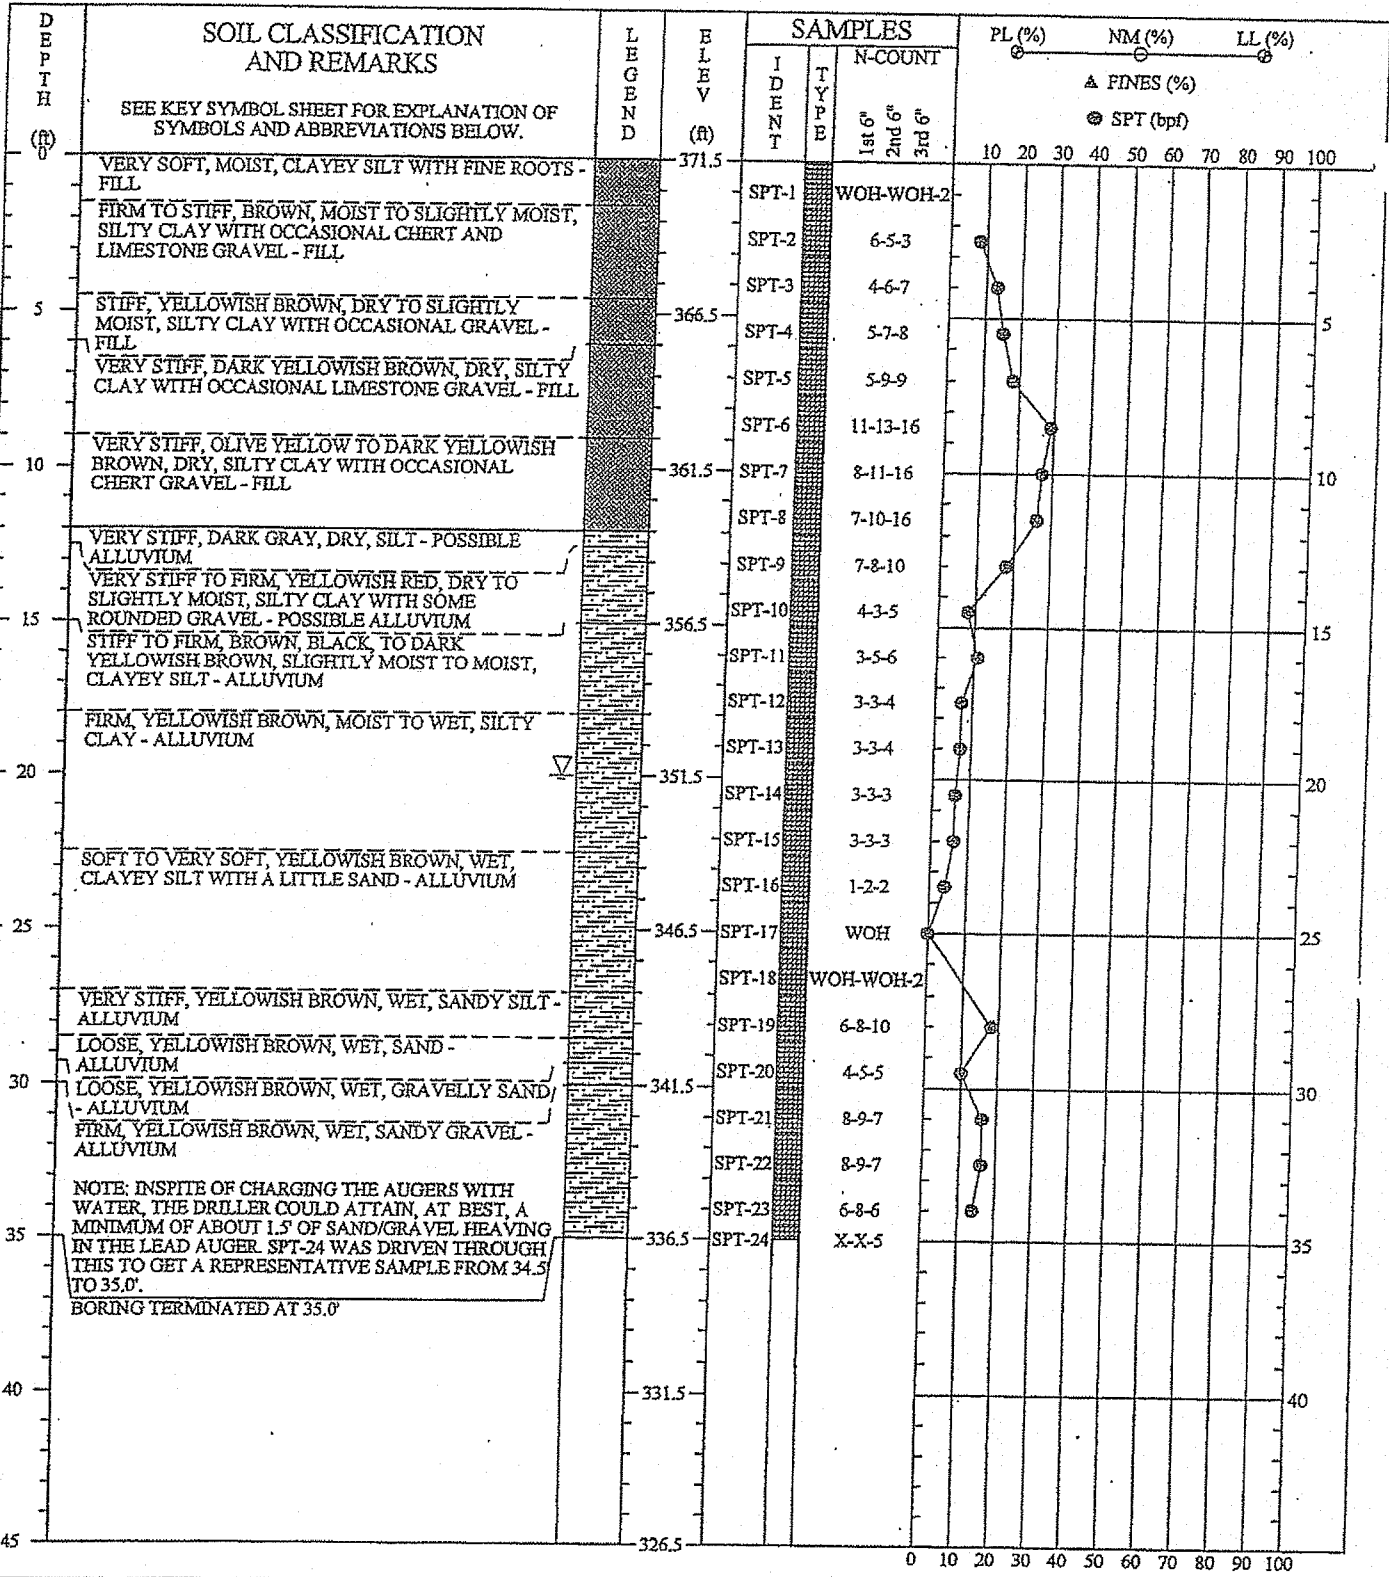 DEPTH
(ft)
SOIL CLASSIFICATION
AND REMARKS
SEE KEY SYMBOL SHEET FOR EXPLANATION OF
SYMBOLS AND ABBREVIATIONS BELOW.
LEGEND
ELEV
(ft)
SAMPLES
IDENT
TYPE
N-COUNT
1st 6"
2nd 6"
3rd 6"
PL (%) NM (%) LL (%)
FINES (%)
SPT (bpf)
10 20 30 40 50 60 70 80 90 100
0
371.5
VERY SOFT, MOIST, CLAYEY SILT WITH FINE ROOTS -
FILL
FIRM TO STIFF, BROWN, MOIST TO SLIGHTLY MOIST,
SILTY CLAY WITH OCCASIONAL CHERT AND
LIMESTONE GRAVEL - FILL
STIFF, YELLOWISH BROWN, DRY TO SLIGHTLY
MOIST, SILTY CLAY WITH OCCASIONAL GRAVEL -
FILL
VERY STIFF, DARK YELLOWISH BROWN, DRY, SILTY
CLAY WITH OCCASIONAL LIMESTONE GRAVEL - FILL
VERY STIFF, OLIVE YELLOW TO DARK YELLOWISH
BROWN, DRY, SILTY CLAY WITH OCCASIONAL
CHERT GRAVEL - FILL
VERY STIFF, DARK GRAY, DRY, SILT - POSSIBLE
ALLUVIUM
VERY STIFF TO FIRM, YELLOWISH RED, DRY TO
SLIGHTLY MOIST, SILTY CLAY WITH SOME
ROUNDED GRAVEL - POSSIBLE ALLUVIUM
STIFF TO FIRM, BROWN, BLACK, TO DARK
YELLOWISH BROWN, SLIGHTLY MOIST TO MOIST,
CLAYEY SILT - ALLUVIUM
FIRM, YELLOWISH BROWN, MOIST TO WET, SILTY
CLAY - ALLUVIUM
SOFT TO VERY SOFT, YELLOWISH BROWN, WET,
CLAYEY SILT WITH A LITTLE SAND - ALLUVIUM
VERY STIFF, YELLOWISH BROWN, WET, SANDY SILT -
ALLUVIUM
LOOSE, YELLOWISH BROWN, WET, SAND -
ALLUVIUM
LOOSE, YELLOWISH BROWN, WET, GRAVELLY SAND
- ALLUVIUM
FIRM, YELLOWISH BROWN, WET, SANDY GRAVEL -
ALLUVIUM
NOTE: INSPITE OF CHARGING THE AUGERS WITH
WATER, THE DRILLER COULD ATTAIN, AT BEST, A
MINIMUM OF ABOUT 1.5' OF SAND/GRAVEL HEAVING
IN THE LEAD AUGER. SPT-24 WAS DRIVEN THROUGH
THIS TO GET A REPRESENTATIVE SAMPLE FROM 34.5'
TO 35.0'.
BORING TERMINATED AT 35.0'
5
10
15
20
25
30
35
40
45
366.5
361.5
356.5
351.5
346.5
341.5
336.5
331.5
326.5
SPT-1 WOH-WOH-2
SPT-2 6-5-3
SPT-3 4-6-7
SPT-4 5-7-8
SPT-5 5-9-9
SPT-6 11-13-16
SPT-7 8-11-16
SPT-8 7-10-16
SPT-9 7-8-10
SPT-10 4-3-5
SPT-11 3-5-6
SPT-12 3-3-4
SPT-13 3-3-4
SPT-14 3-3-3
SPT-15 3-3-3
SPT-16 1-2-2
SPT-17 WOH
SPT-18 WOH-WOH-2
SPT-19 6-8-10
SPT-20 4-5-5
SPT-21 8-9-7
SPT-22 8-9-7
SPT-23 6-8-6
SPT-24 X-X-5
5
10
15
20
25
30
35
40
0 10 20 30 40 50 60 70 80 90 100